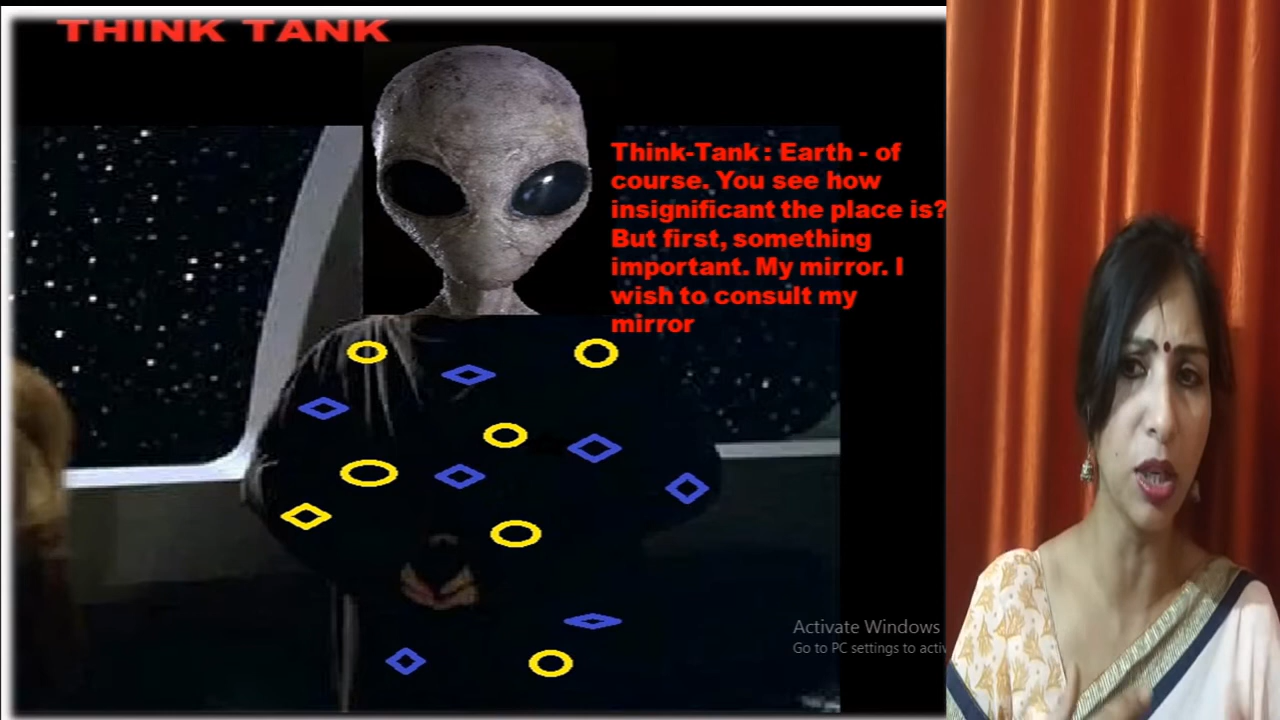 THINK TANK
Think-Tank : Earth - of
course. You see how
insignificant the place is?
But first, something
important. My mirror. I
wish to consult my
mirror
Activate Windows
Go to PC settings to activ